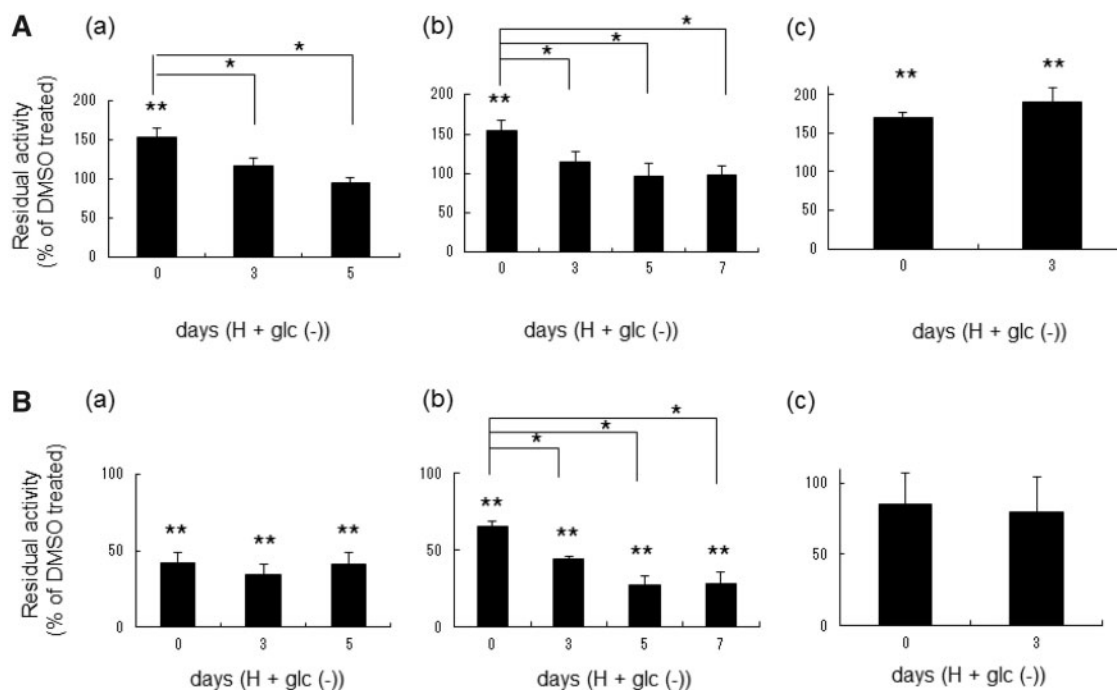 A
(a)
*
*
**
Residual activity
(% of DMSO treated)
200
150
100
50
0
0 3 5
days (H + glc (-))
(b)
*
*
*
**
200
150
100
50
0
0 3 5 7
days (H + glc (-))
(c)
**
**
200
150
100
50
0
0 3
days (H + glc (-))
B
(a)
Residual activity
(% of DMSO treated)
100
50
0
** ** **
0 3 5
days (H + glc (-))
(b)
*
*
*
**
**
** **
100
50
0
0 3 5 7
days (H + glc (-))
(c)
100
50
0
0 3
days (H + glc (-))